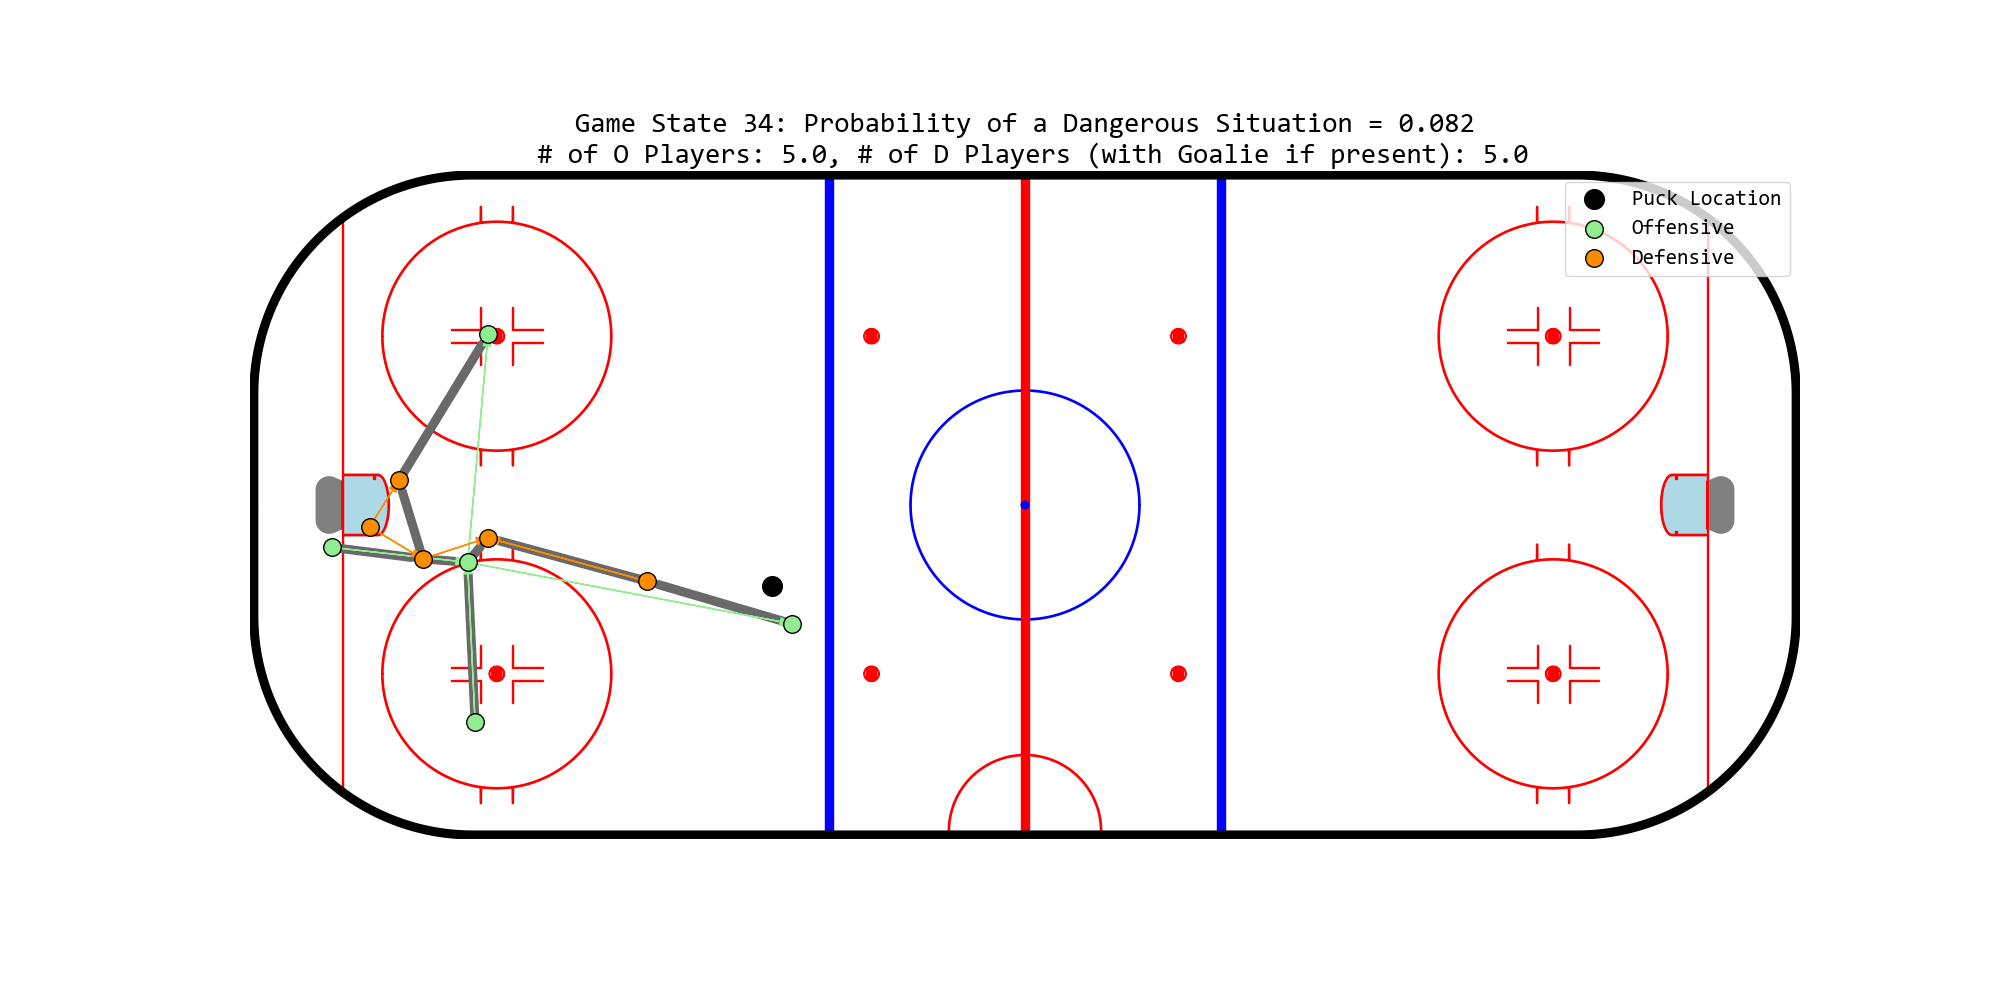 Game State 34: Probability of a Dangerous Situation = 0.082
# of O Players: 5.0, # of D Players (with Goalie if present): 5.0
Puck Location
Offensive
Defensive